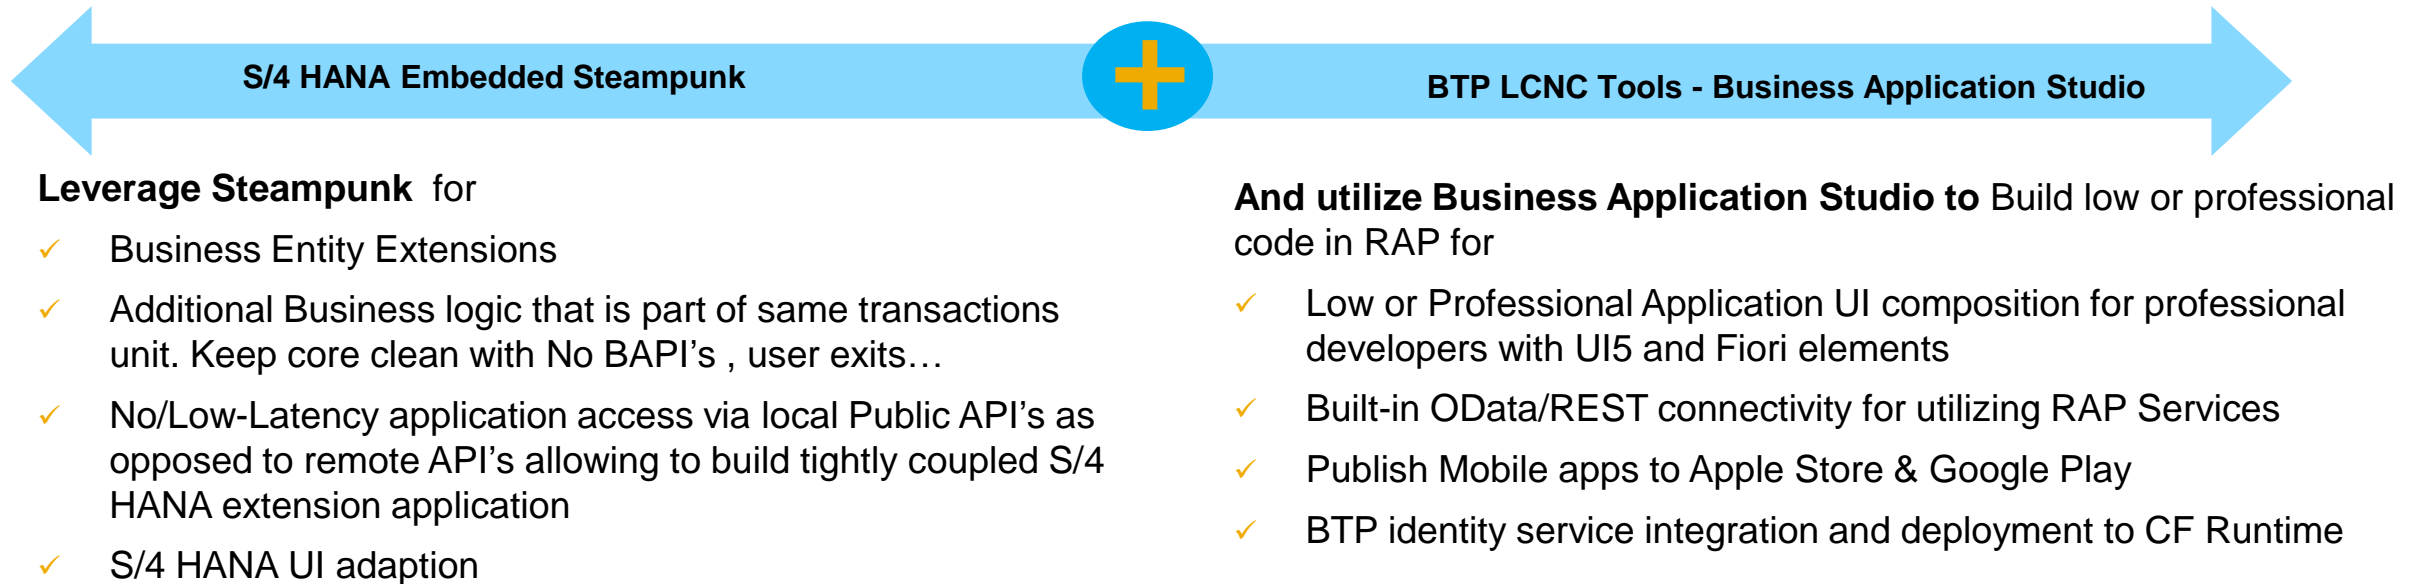 S/4 HANA Embedded Steampunk
BTP LCNC Tools - Business Application Studio
Leverage Steampunk for
Business Entity Extensions
Additional Business logic that is part of same transactions
unit. Keep core clean with No BAPI’s , user exits…
No/Low-Latency application access via local Public API’s as
opposed to remote API’s allowing to build tightly coupled S/4
HANA extension application
S/4 HANA UI adaption
And utilize Business Application Studio to Build low or professional
code in RAP for
Low or Professional Application UI composition for professional
developers with UI5 and Fiori elements
Built-in OData/REST connectivity for utilizing RAP Services
Publish Mobile apps to Apple Store & Google Play
BTP identity service integration and deployment to CF Runtime